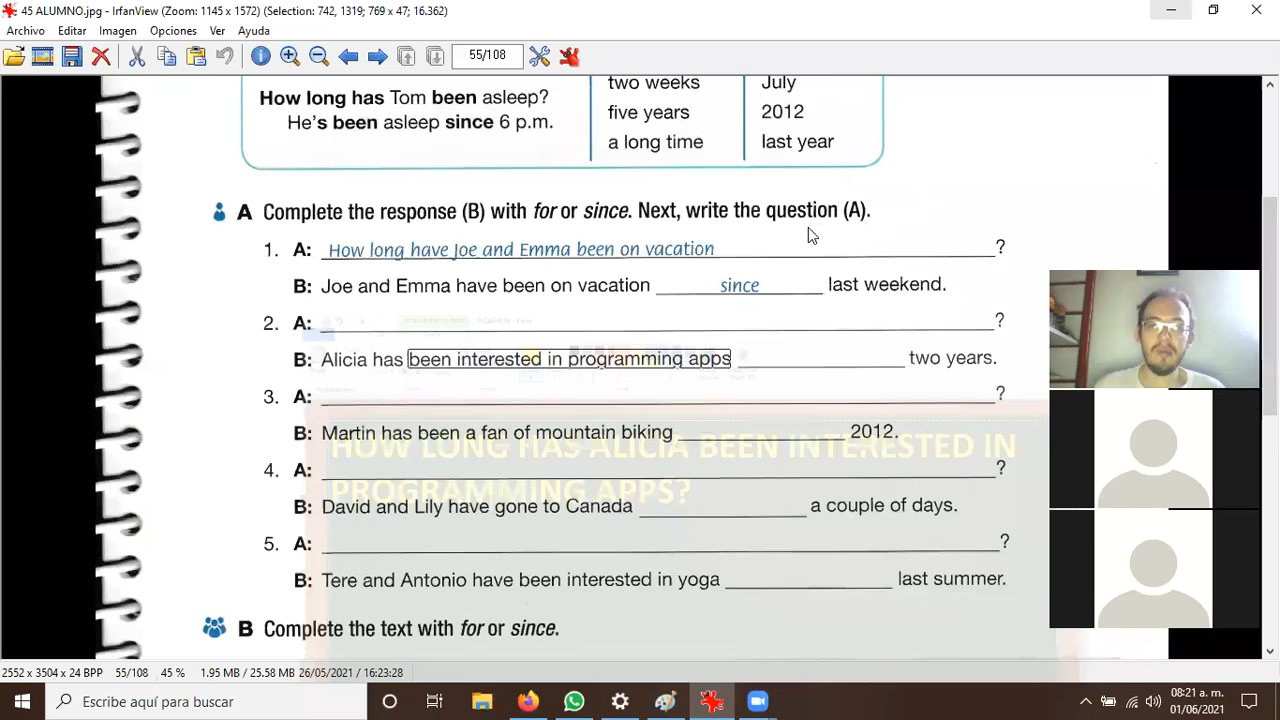 45 ALUMNO.jpg - IrfanView (Zoom: 1145 x 1572) (Selection: 742, 1319; 769 x 47; 16.362)
Archivo Editar Imagen Opciones Ver Ayuda
55/108
two weeks July
How long has Tom been asleep? five years 2012
He's been asleep since 6 p.m. a long time last year
A Complete the response (B) with for or since. Next, write the question (A).
1. A: How long have Joe and Emma been on vacation ?
B: Joe and Emma have been on vacation since last weekend.
2. A: ?
B: Alicia has been interested in programming apps two years.
3. A: ?
B: Martin has been a fan of mountain biking 2012.
HOW LONG HAS ALICIA BEEN INTERESTED IN
4. A: ?
PROGRAMMING APPS?
B: David and Lily have gone to Canada a couple of days.
5. A: ?
B: Tere and Antonio have been interested in yoga last summer.
B Complete the text with for or since.
2552 x 3504 x 24 BPP 55/108 45 % 1.95 MB / 25.58 MB 26/05/2021 / 16:23:28
Escribe aquí para buscar
08:21 a. m.
01/06/2021